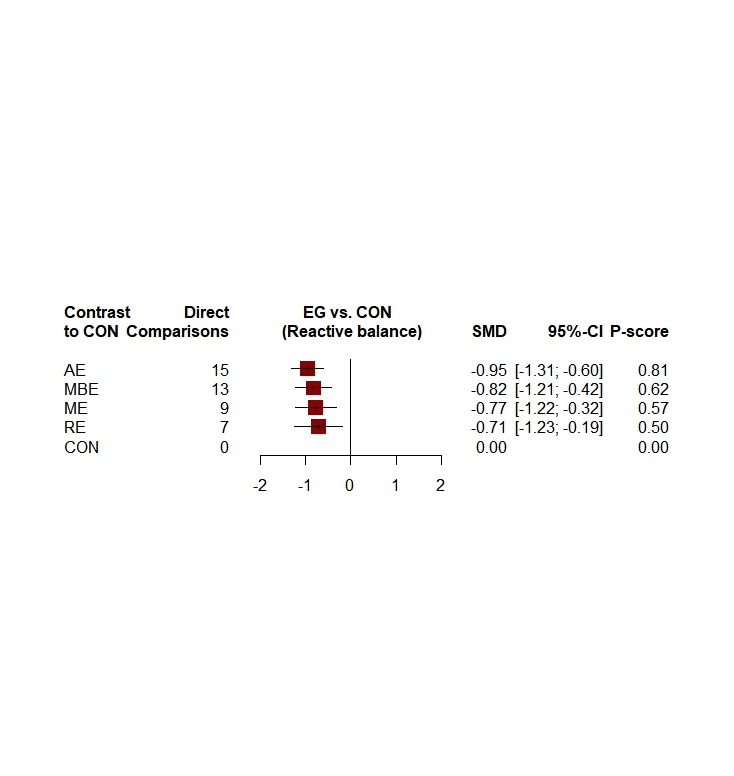 Contrast Direct EG vs. CON
to CON Comparisons (Reactive balance) SMD 95%-CI P-score
AE 15 -0.95 [-1.31; -0.60] 0.81
MBE 13 -0.82 [-1.21; -0.42] 0.62
ME 9 -0.77 [-1.22; -0.32] 0.57
RE 7 -0.71 [-1.23; -0.19] 0.50
CON 0 0.00 0.00
-2 -1 0 1 2